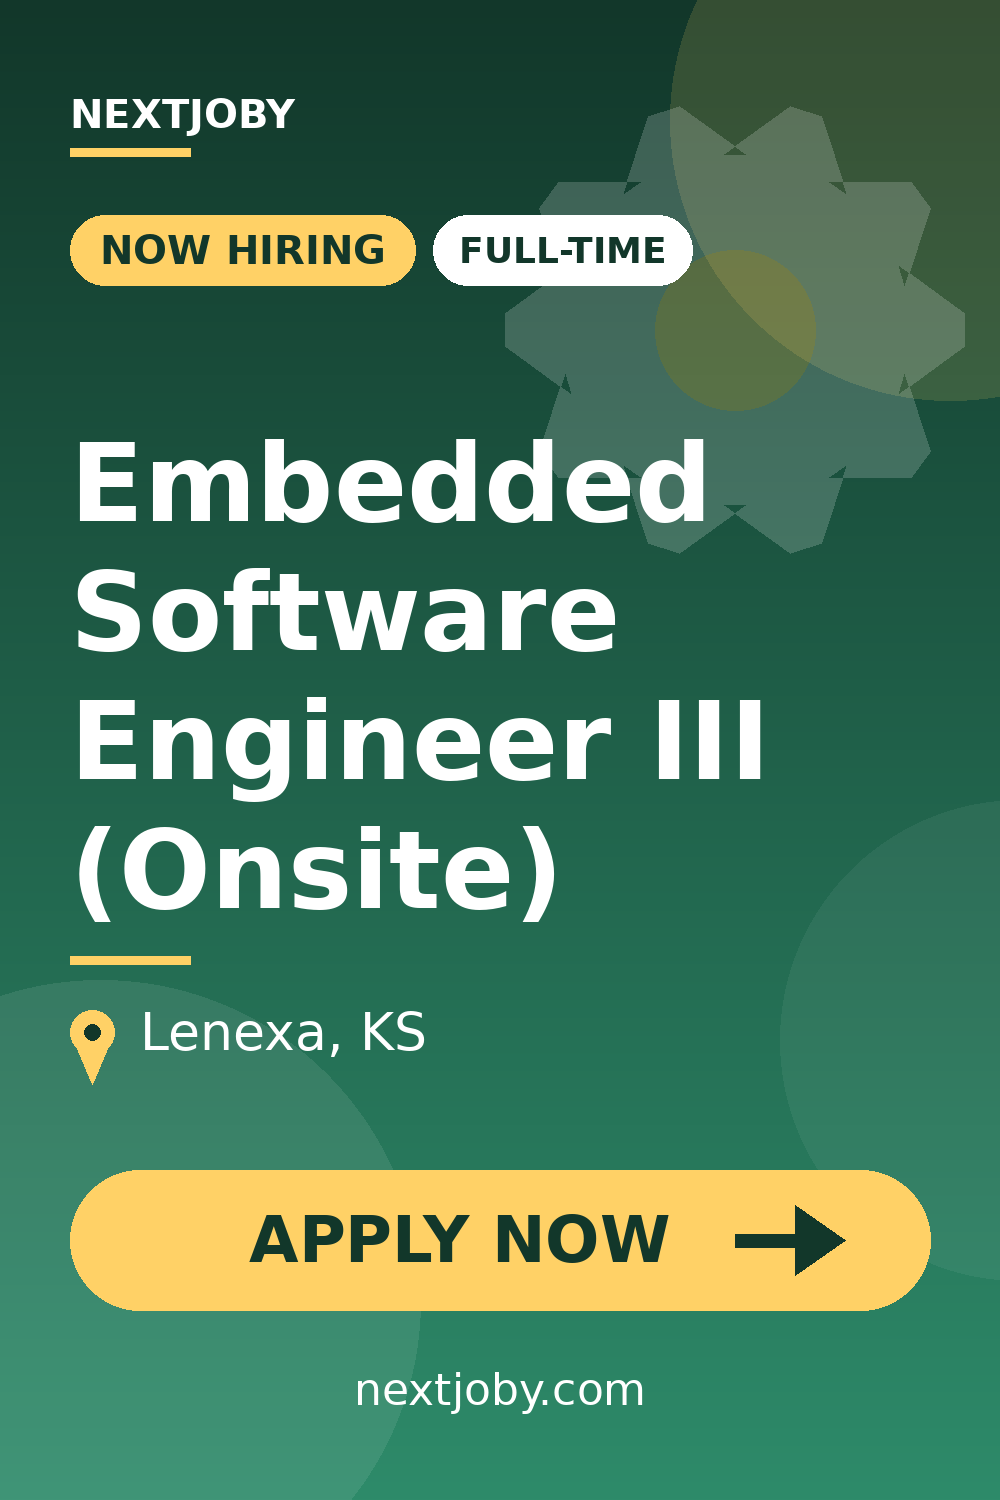 NEXTJOBY
NOW HIRING FULL-TIME
Embedded
Software
Engineer III
(Onsite)
Lenexa, KS
APPLY NOW
nextjoby.com